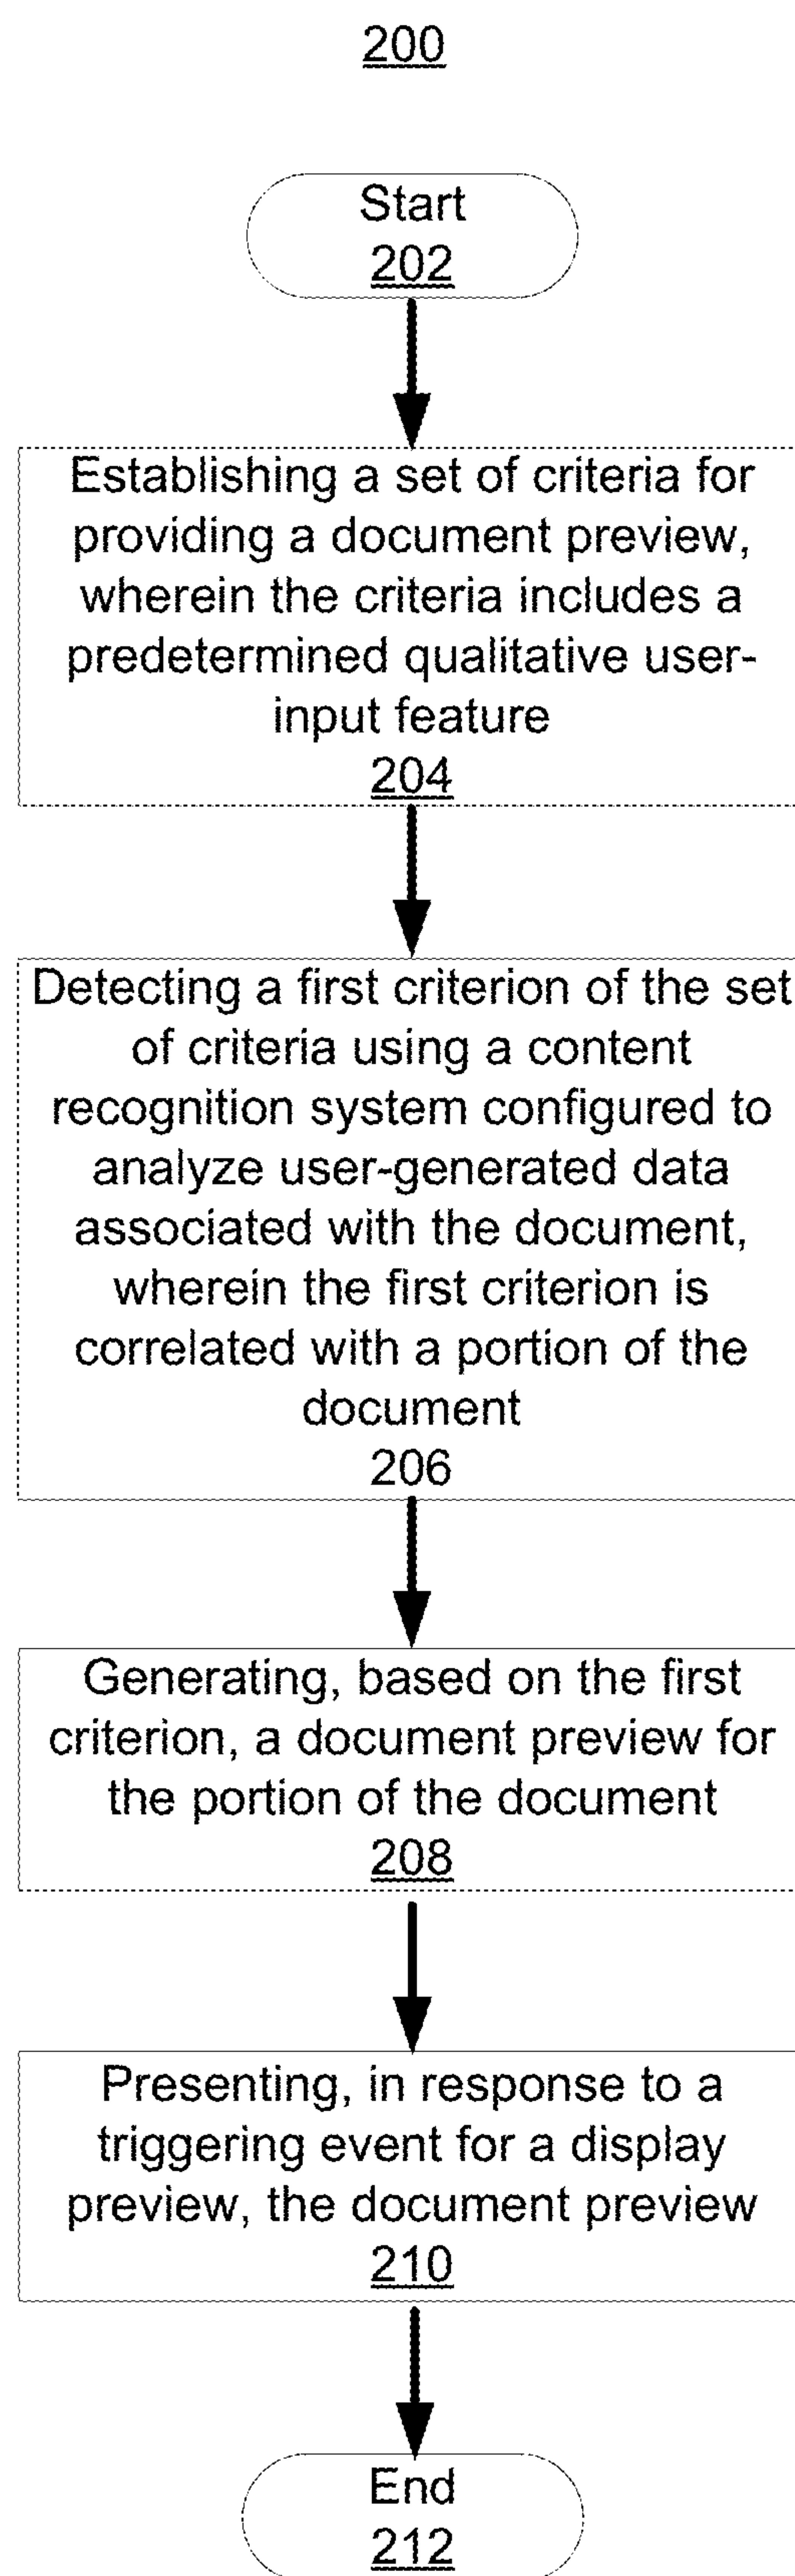 200
Start
202
Establishing a set of criteria for
providing a document preview,
wherein the criteria includes a
predetermined qualitative user-
input feature
204
Detecting a first criterion of the set
of criteria using a content
recognition system configured to
analyze user-generated data
associated with the document,
wherein the first criterion is
correlated with a portion of the
document
206
Generating, based on the first
criterion, a document preview for
the portion of the document
208
Presenting, in response to a
triggering event for a display
preview, the document preview
210
End
212